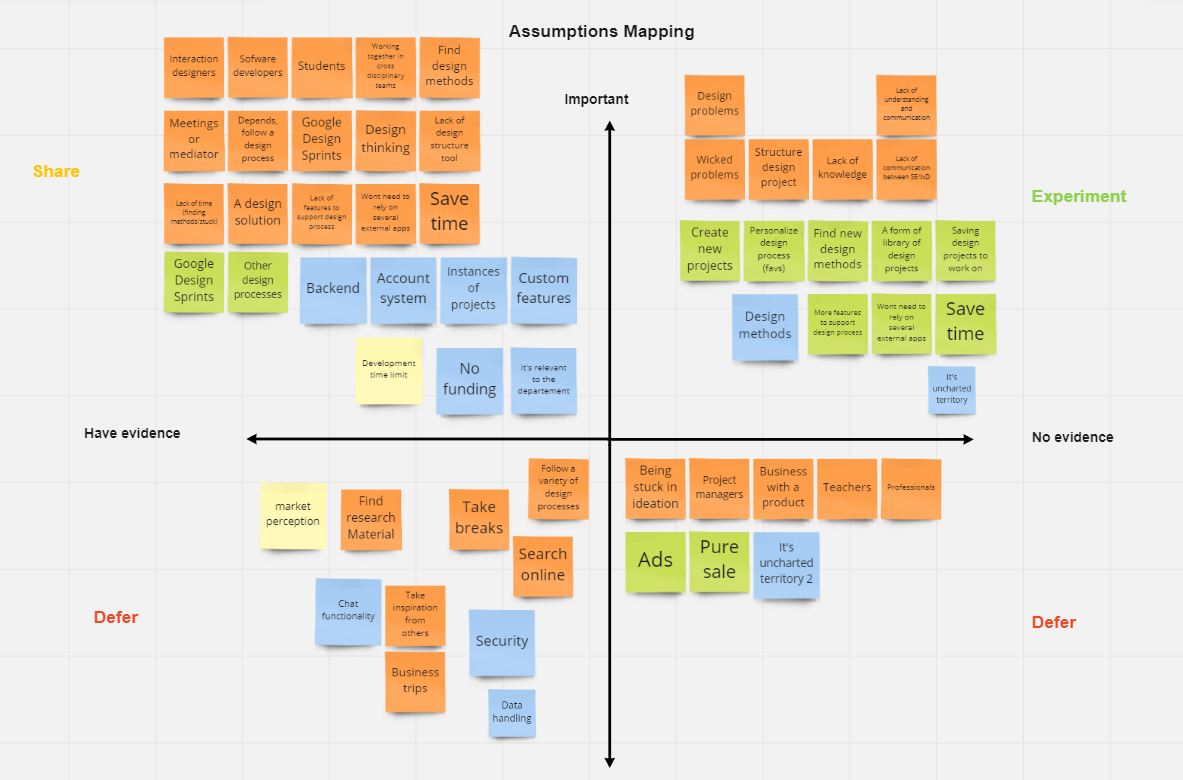 Assumptions Mapping
Important
Share
Interaction
designers
Sofware
developers
Students
Working
together in
cross
disciplinary
teams
Find
design
methods
Meetings
or
mediator
Depends,
follow a
design
process
Google
Design
Sprints
Design
thinking
Lack of
design
structure
tool
Lack of time
(finding
methods/stuck)
A design
solution
Lack of
features to
support design
process
Wont need to
rely on
several
external apps
Save
time
Google
Design
Sprints
Other
design
processes
Backend
Account
system
Instances
of
projects
Custom
features
Development
time limit
No
funding
it's relevant
to the
departement
Experiment
Design
problems
Lack of
understanding
and
communication
Wicked
problems
Structure
design
project
Lack of
knowledge
Lack of
communication
between SE/IxD
Create
new
projects
Personalize
design
process
(favs)
Find new
design
methods
A form of
library of
design
projects
Saving
design
projects to
work on
Design
methods
More features
to support
design process
Wont need to
rely on
several
external apps
Save
time
It's
uncharted
territory
Have evidence
No evidence
market
perception
Find
research
Material
Take
breaks
Follow a
variety of
design
processes
Search
online
Chat
functionality
Take
inspiration
from
others
Security
Business
trips
Data
handling
Defer
Being
stuck in
ideation
Project
managers
Business
with a
product
Teachers
Professionals
Ads
Pure
sale
It's
uncharted
territory 2
Defer